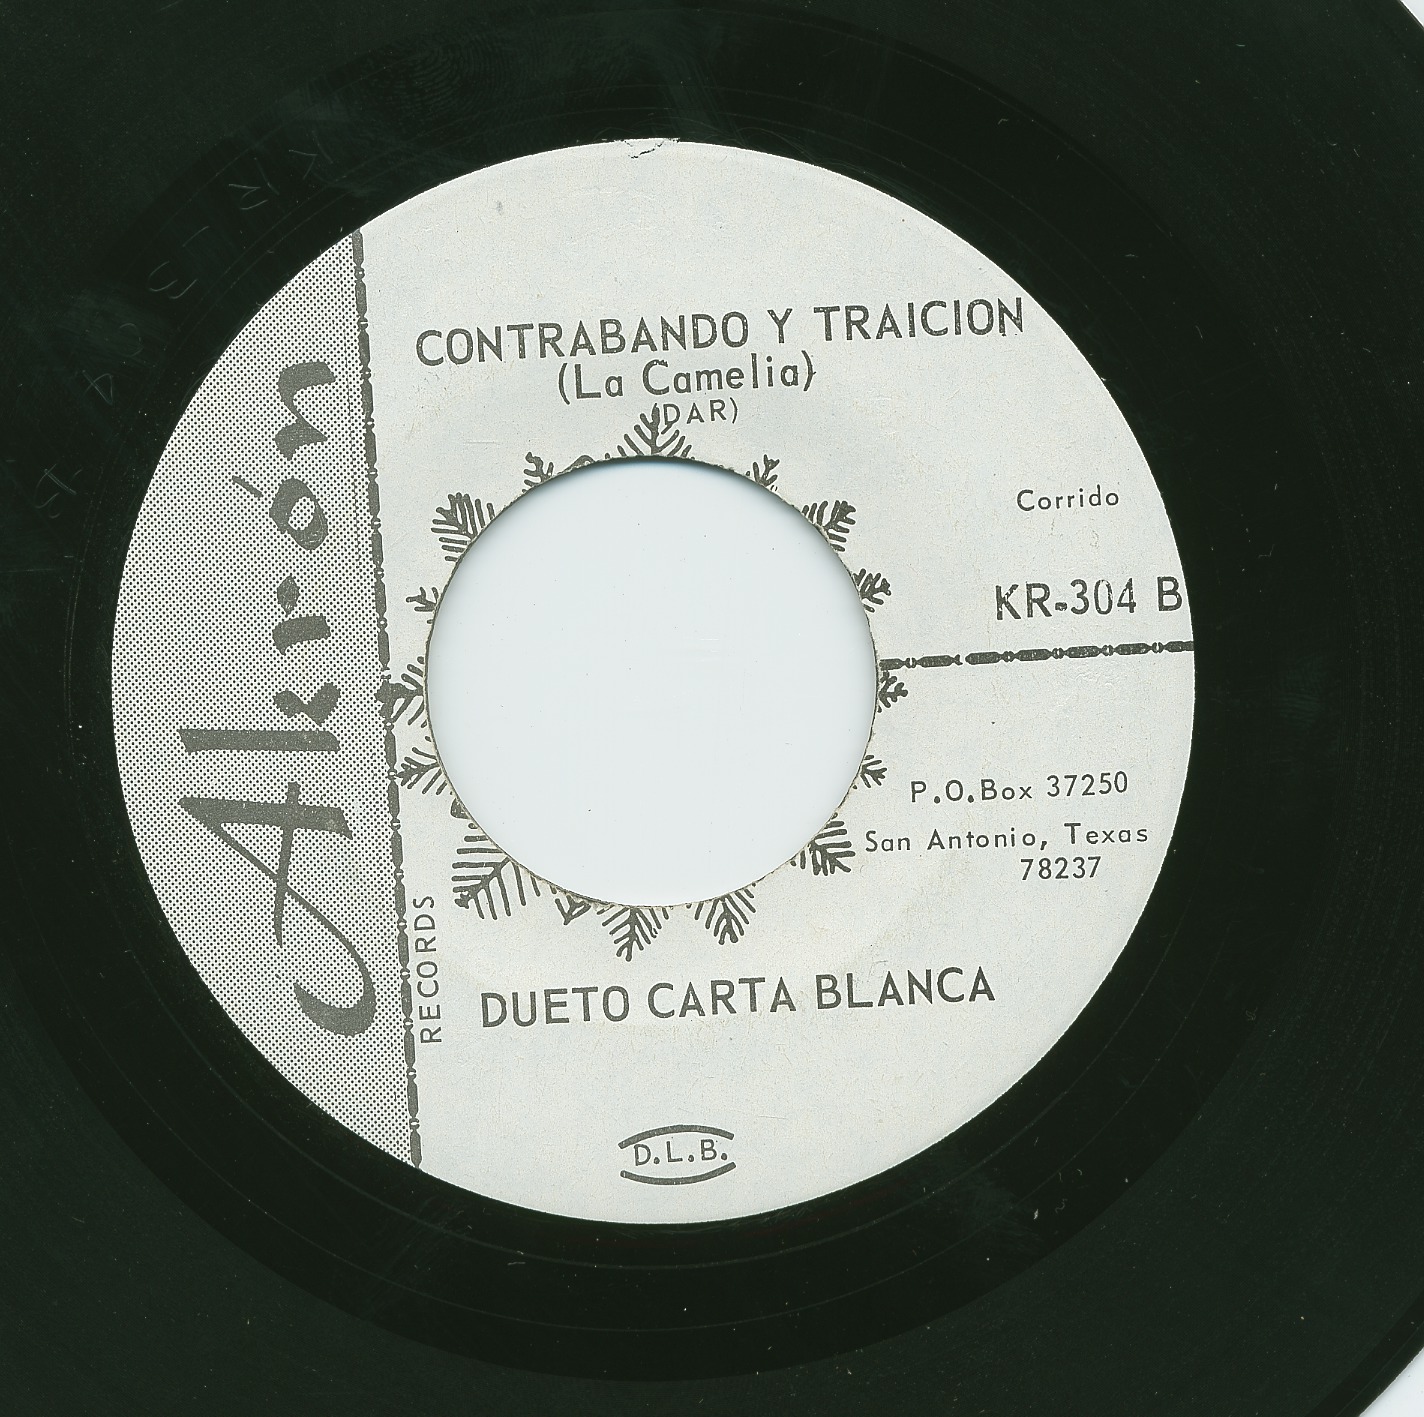 CONTRABANDO Y TRAICION
(La Camelia)
(DAR)
Corrido
KR-304 B
Akrón
RECORDS
P.O.Box 37250
San Antonio, Texas
78237
DUETO CARTA BLANCA
D.L.B.